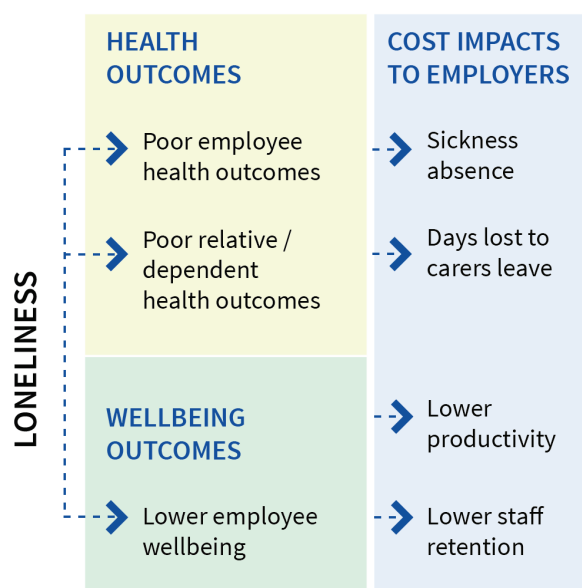 LONELINESS
HEALTH
OUTCOMES
Poor employee
health outcomes
Poor relative /
dependent
health outcomes
WELLBEING
OUTCOMES
Lower employee
wellbeing
COST IMPACTS
TO EMPLOYERS
Sickness
absence
Days lost to
carers leave
Lower
productivity
Lower staff
retention